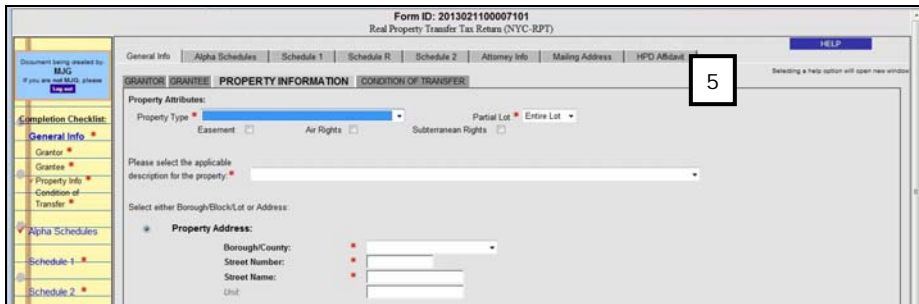 Form ID: 2013021100007101
Real Property Transfer Tax Return (NYC-RPT)
HELP
Selecting a help option will open new window
Document being created by
MJG
If you are not MJG, please
Log out
General Info Alpha Schedules Schedule 1 Schedule R Schedule 2 Attorney Info Mailing Address HPD Affidavit
5
GRANTOR GRANTEE PROPERTY INFORMATION CONDITION OF TRANSFER
Property Attributes:
Property Type * Partial Lot * Entire Lot
Easement Air Rights Subterranean Rights
Please select the applicable
description for the property: *
Select either Borough/Block/Lot or Address:
Property Address:
Borough/County: *
Street Number: *
Street Name: *
Unit:
Completion Checklist:
General Info *
Grantor *
Grantee *
Property Info *
Condition of
Transfer *
Alpha Schedules
Schedule 1 *
Schedule 2 *